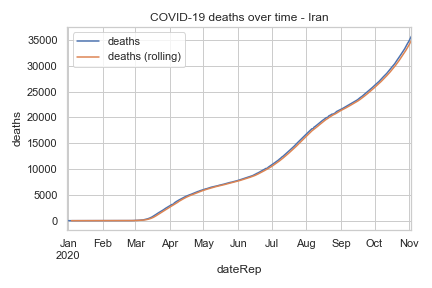 COVID-19 deaths over time - Iran
deaths
deaths (rolling)
35000
30000
25000
20000
15000
10000
5000
0
deaths
Jan Feb Mar Apr May Jun Jul Aug Sep Oct Nov
2020
dateRep